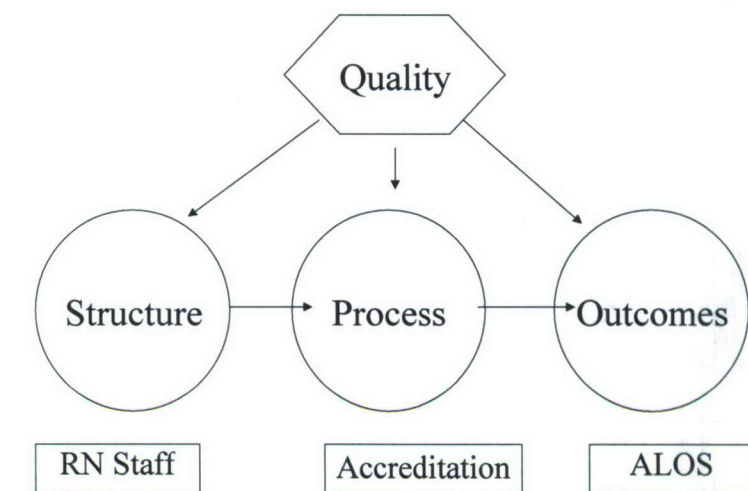 Quality
Structure
Process
Outcomes
RN Staff
Accreditation
ALOS